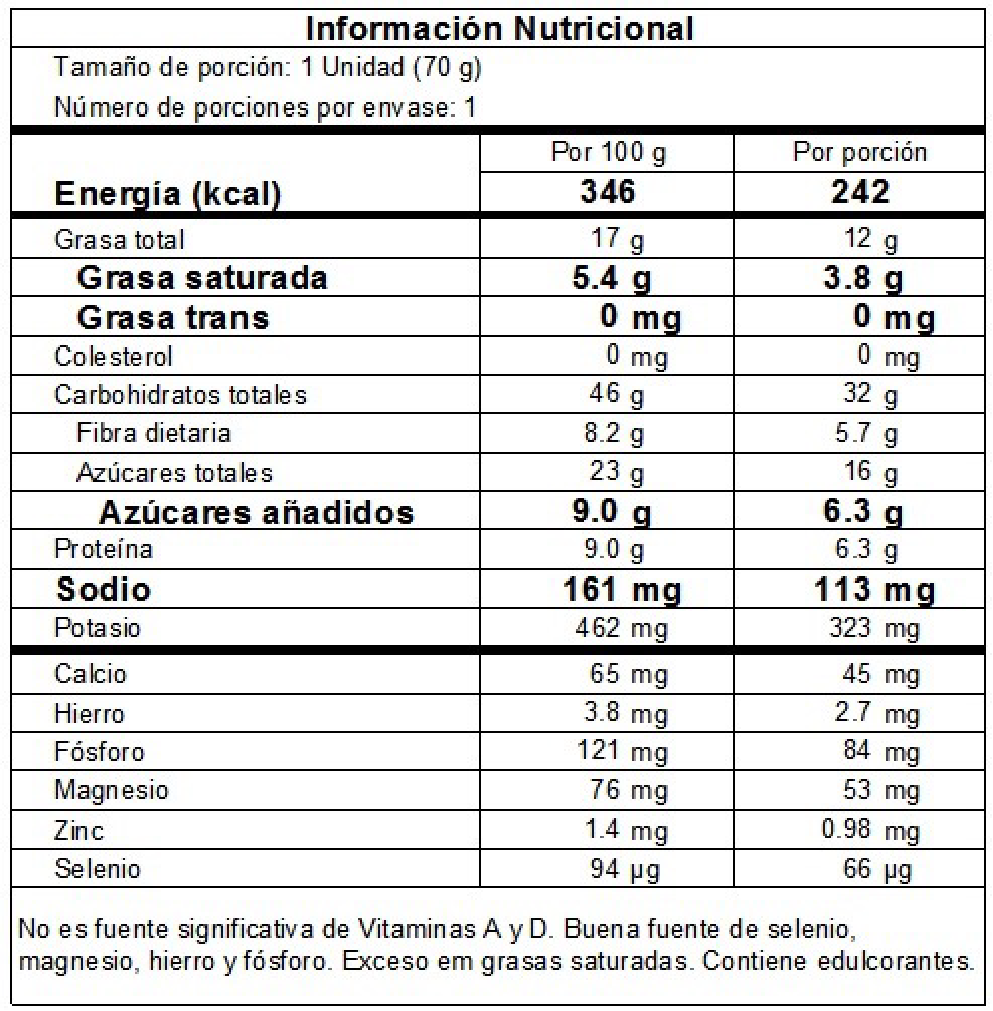 Información Nutricional
Tamaño de porción: 1 Unidad (70 g)
Número de porciones por envase: 1
Por 100 g Por porción
Energía (kcal) 346 242
Grasa total 17 g 12 g
Grasa saturada 5.4 g 3.8 g
Grasa trans 0 mg 0 mg
Colesterol 0 mg 0 mg
Carbohidratos totales 46 g 32 g
Fibra dietaria 8.2 g 5.7 g
Azúcares totales 23 g 16 g
Azúcares añadidos 9.0 g 6.3 g
Proteína 9.0 g 6.3 g
Sodio 161 mg 113 mg
Potasio 462 mg 323 mg
Calcio 65 mg 45 mg
Hierro 3.8 mg 2.7 mg
Fósforo 121 mg 84 mg
Magnesio 76 mg 53 mg
Zinc 1.4 mg 0.98 mg
Selenio 94 µg 66 µg
No es fuente significativa de Vitaminas A y D. Buena fuente de selenio,
magnesio, hierro y fósforo. Exceso em grasas saturadas. Contiene edulcorantes.